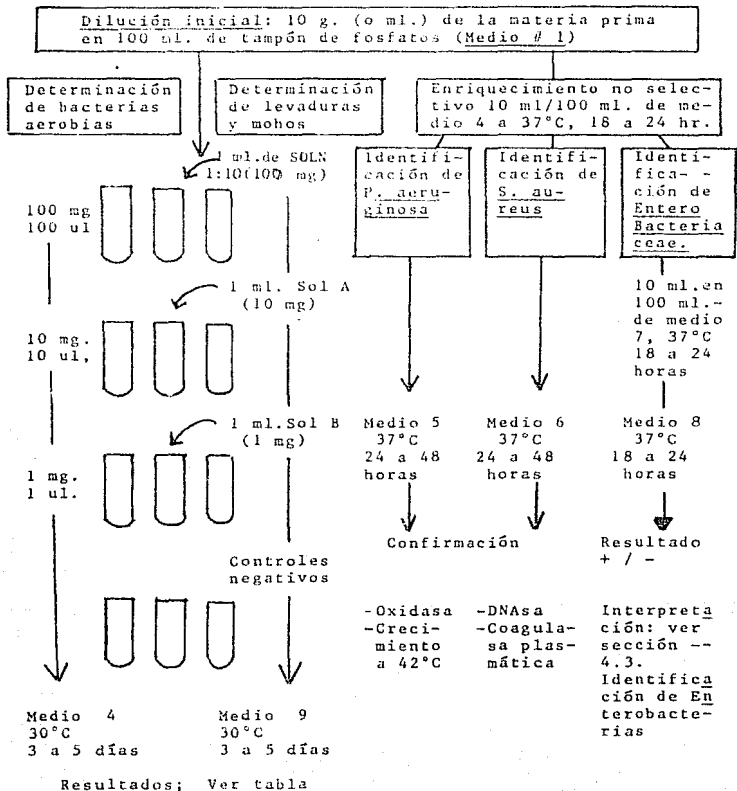 Dilución inicial: 10 g. (o ml.) de la materia prima
en 100 ml. de tampón de fosfatos (Medio # 1)
Determinación
de bacterias
aerobias
Determinación
de levaduras
y mohos
Enriquecimiento no selec-
tivo 10 ml/100 ml. de me-
dio 4 a 37°C, 18 a 24 hr.
1 ml.de SOLN
1:10(100 mg)
100 mg
100 ul
1 ml. Sol A
(10 mg)
10 mg.
10 ul,
1 ml.Sol B
(1 mg)
1 mg.
1 ul.
Controles
negativos
Medio 4
30°C
3 a 5 días
Medio 9
30°C
3 a 5 días
Resultados; Ver tabla
Identifi-
cación de
P. aeru-
ginosa
Medio 5
37°C
24 a 48
horas
Identifi-
cación de
S. au-
reus
Medio 6
37°C
24 a 48
horas
Confirmación
-Oxidasa
-Creci-
miento
a 42°C
-DNAsa
-Coagula-
sa plas-
mática
Identi-
fica- -
ción de
Entero
Bacteria
ceae.
10 ml.en
100 ml.-
de medio
7, 37°C
18 a 24
horas
Medio 8
37°C
18 a 24
horas
Resultado
+ / -
Interpreta
ción: ver
sección --
4.3.
Identifica
ción de En
terobacte-
rias